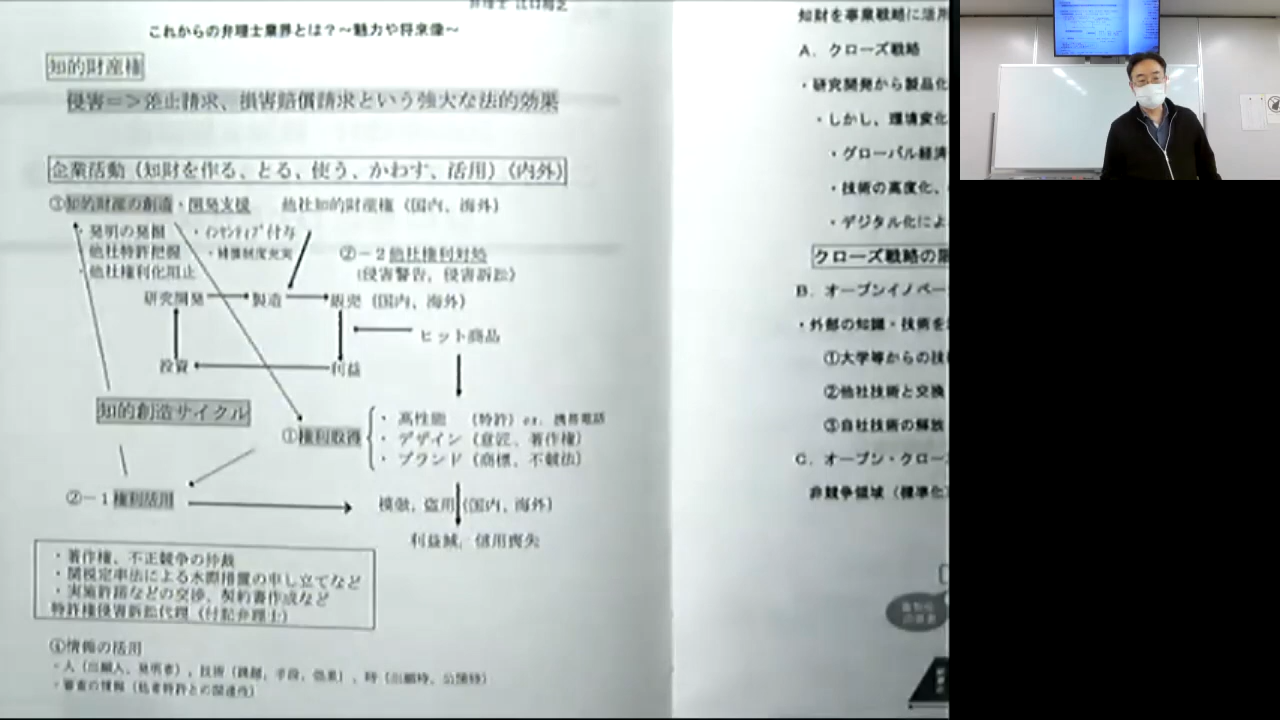 弁理士 江口裕之
これからの弁理士業界とは?~魅力や将来像~
知的財産権
侵害=>差止請求、損害賠償請求という強大な法的効果
企業活動(知財を作る、とる、使う、かわす、活用)(内外)
③知的財産の創造・開発支援 他社知的財産権(国内、海外)
・発明の発掘 ・インセンティブ付与
他社特許把握 ・補償制度充実
・他社権利化阻止
②-2他社権利対処
(侵害警告、侵害訴訟)
研究開発 製造 販売(国内、海外)
ヒット商品
投資 利益
知的創造サイクル
①権利取得
・高性能 (特許)ex. 携帯電話
・デザイン(意匠、著作権)
・ブランド(商標、不競法)
②-1権利活用
模倣、盗用(国内、海外)
利益減、信用喪失
・著作権、不正競争の仲裁
・関税定率法による水際措置の申し立てなど
・実施許諾などの交渉、契約書作成など
特許権侵害訴訟代理(付記弁理士)
④情報の活用
・人(出願人、発明者)、技術(課題、手段、効果)、時(出願時、公開時)
・審査の情報(他者特許との関連性)
知財を事業戦略に活用
A.クローズ戦略
・研究開発から製品化
・しかし、環境変化
・グローバル経済
・技術の高度化、
・デジタル化によ
クローズ戦略の限
B.オープンイノベー
・外部の知識・技術を
①大学等からの技
②他社技術と交換
③自社技術の解放
C.オープン・クロー
非競争領域(標準化